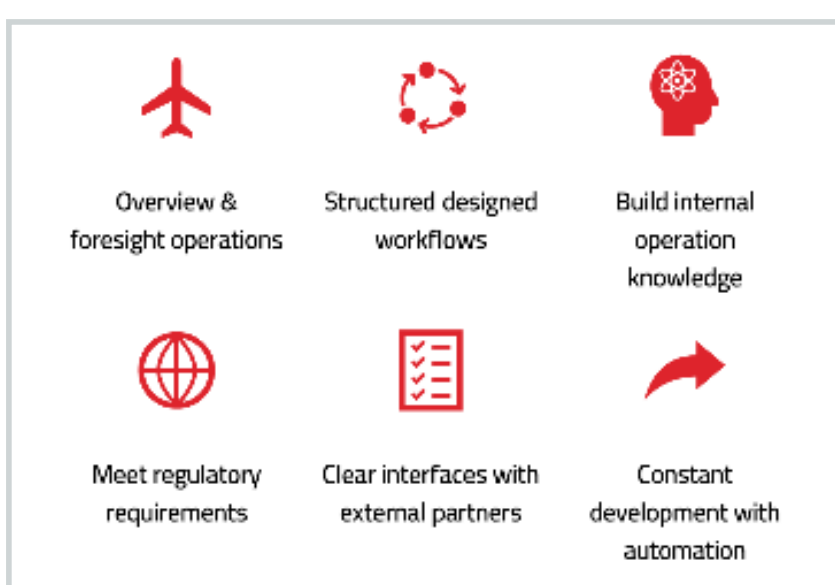 Overview &
foresight operations
Structured designed
workflows
Build internal
operation
knowledge
Meet regulatory
requirements
Clear interfaces with
external partners
Constant
development with
automation